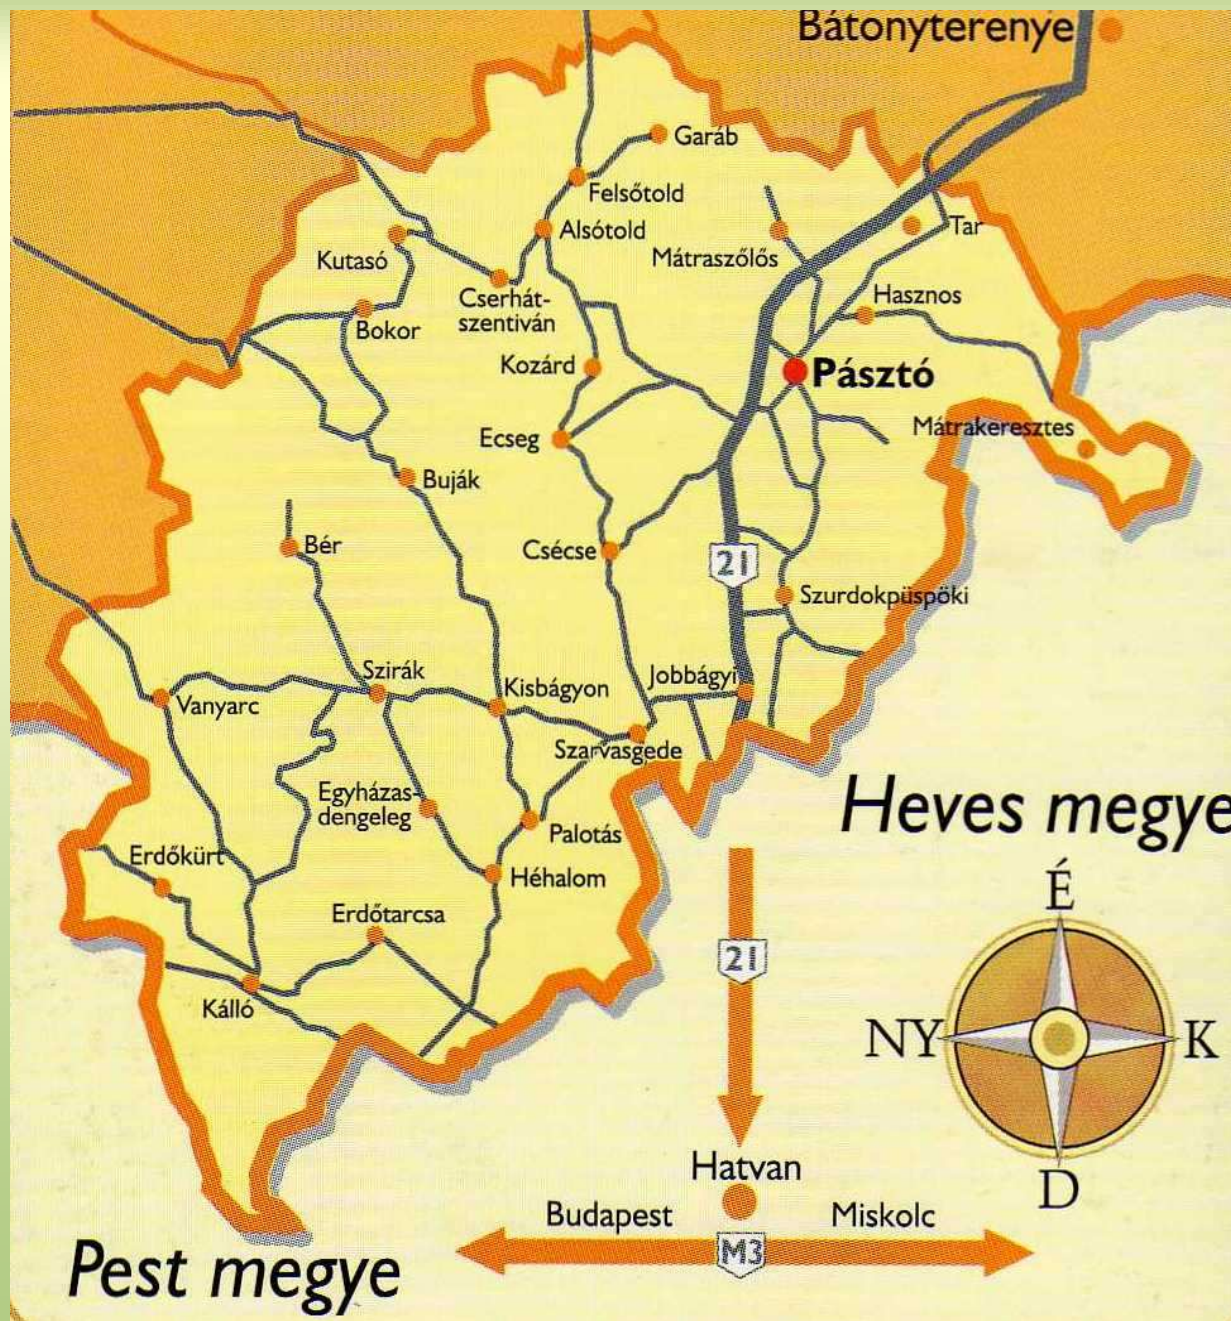 Bátonyterenye
Garáb
Felsőtold
Alsótold
Tar
Kutasó
Mátraszőlős
Cserhát-
szentiván
Hasznos
Bokor
Kozárd
Pásztó
Ecseg
Mátrakeresztes
Buják
Bér
Csécse
21
Szurdokpüspöki
Szirák
Kisbágyon
Jobbágyi
Vanyarc
Szarvasgede
Egyházas-
dengeleg
Palotás
Heves megye
Erdőkürt
Héhalom
É
Erdőtarcsa
21
Kálló
NY
K
Hatvan
D
Budapest
Miskolc
M3
Pest megye